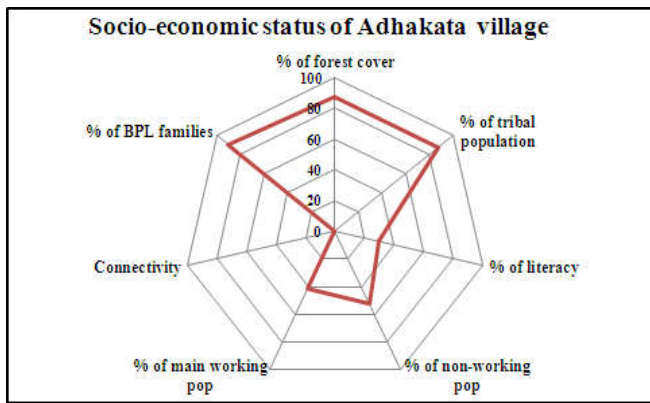 Socio-economic status of Adhakata village
% of forest cover
100
80
60
40
20
0
% of tribal
population
% of literacy
% of non-working
pop
% of main working
pop
Connectivity
% of BPL families